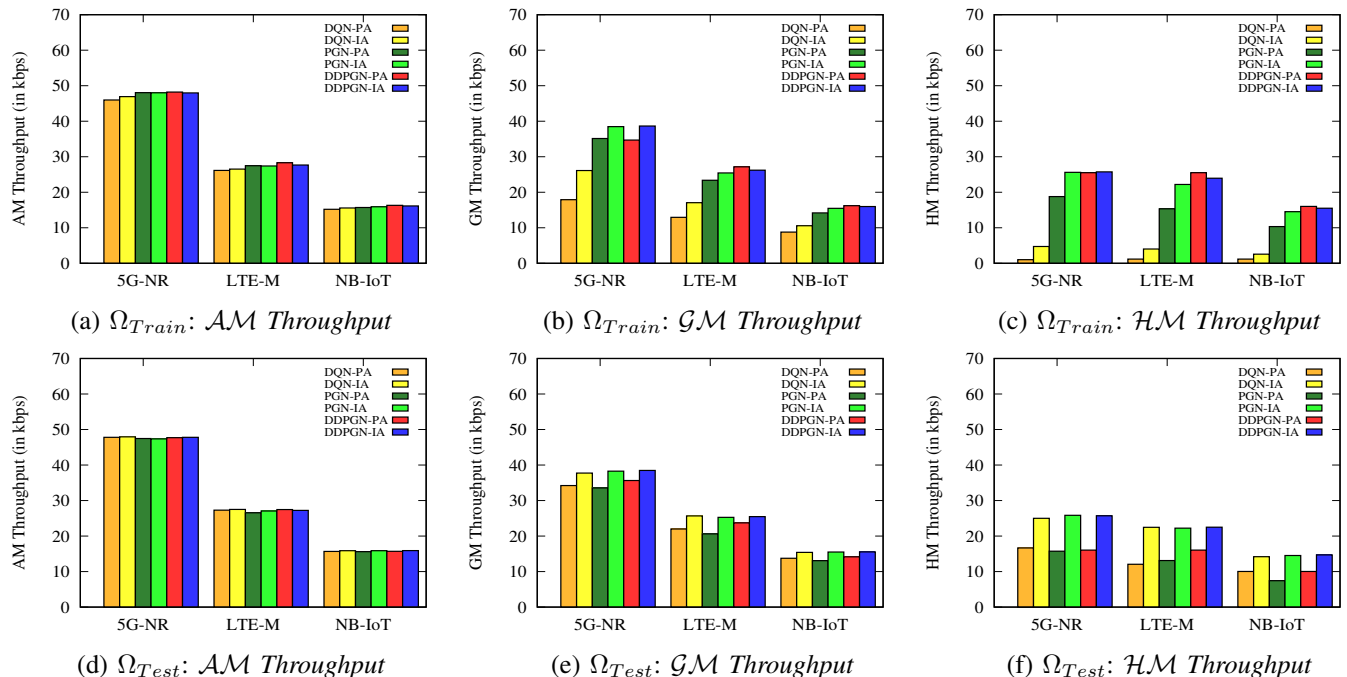 AM Throughput (in kbps)
70
60
50
40
30
20
10
0
5G-NR LTE-M NB-IoT
DQN-PA
DQN-IA
PGN-PA
PGN-IA
DDPGN-PA
DDPGN-IA
(a) Ω_Train: 𝒜ℳ Throughput
GM Throughput (in kbps)
70
60
50
40
30
20
10
0
5G-NR LTE-M NB-IoT
DQN-PA
DQN-IA
PGN-PA
PGN-IA
DDPGN-PA
DDPGN-IA
(b) Ω_Train: 𝒢ℳ Throughput
HM Throughput (in kbps)
70
60
50
40
30
20
10
0
5G-NR LTE-M NB-IoT
DQN-PA
DQN-IA
PGN-PA
PGN-IA
DDPGN-PA
DDPGN-IA
(c) Ω_Train: ℋℳ Throughput
AM Throughput (in kbps)
70
60
50
40
30
20
10
0
5G-NR LTE-M NB-IoT
DQN-PA
DQN-IA
PGN-PA
PGN-IA
DDPGN-PA
DDPGN-IA
(d) Ω_Test: 𝒜ℳ Throughput
GM Throughput (in kbps)
70
60
50
40
30
20
10
0
5G-NR LTE-M NB-IoT
DQN-PA
DQN-IA
PGN-PA
PGN-IA
DDPGN-PA
DDPGN-IA
(e) Ω_Test: 𝒢ℳ Throughput
HM Throughput (in kbps)
70
60
50
40
30
20
10
0
5G-NR LTE-M NB-IoT
DQN-PA
DQN-IA
PGN-PA
PGN-IA
DDPGN-PA
DDPGN-IA
(f) Ω_Test: ℋℳ Throughput